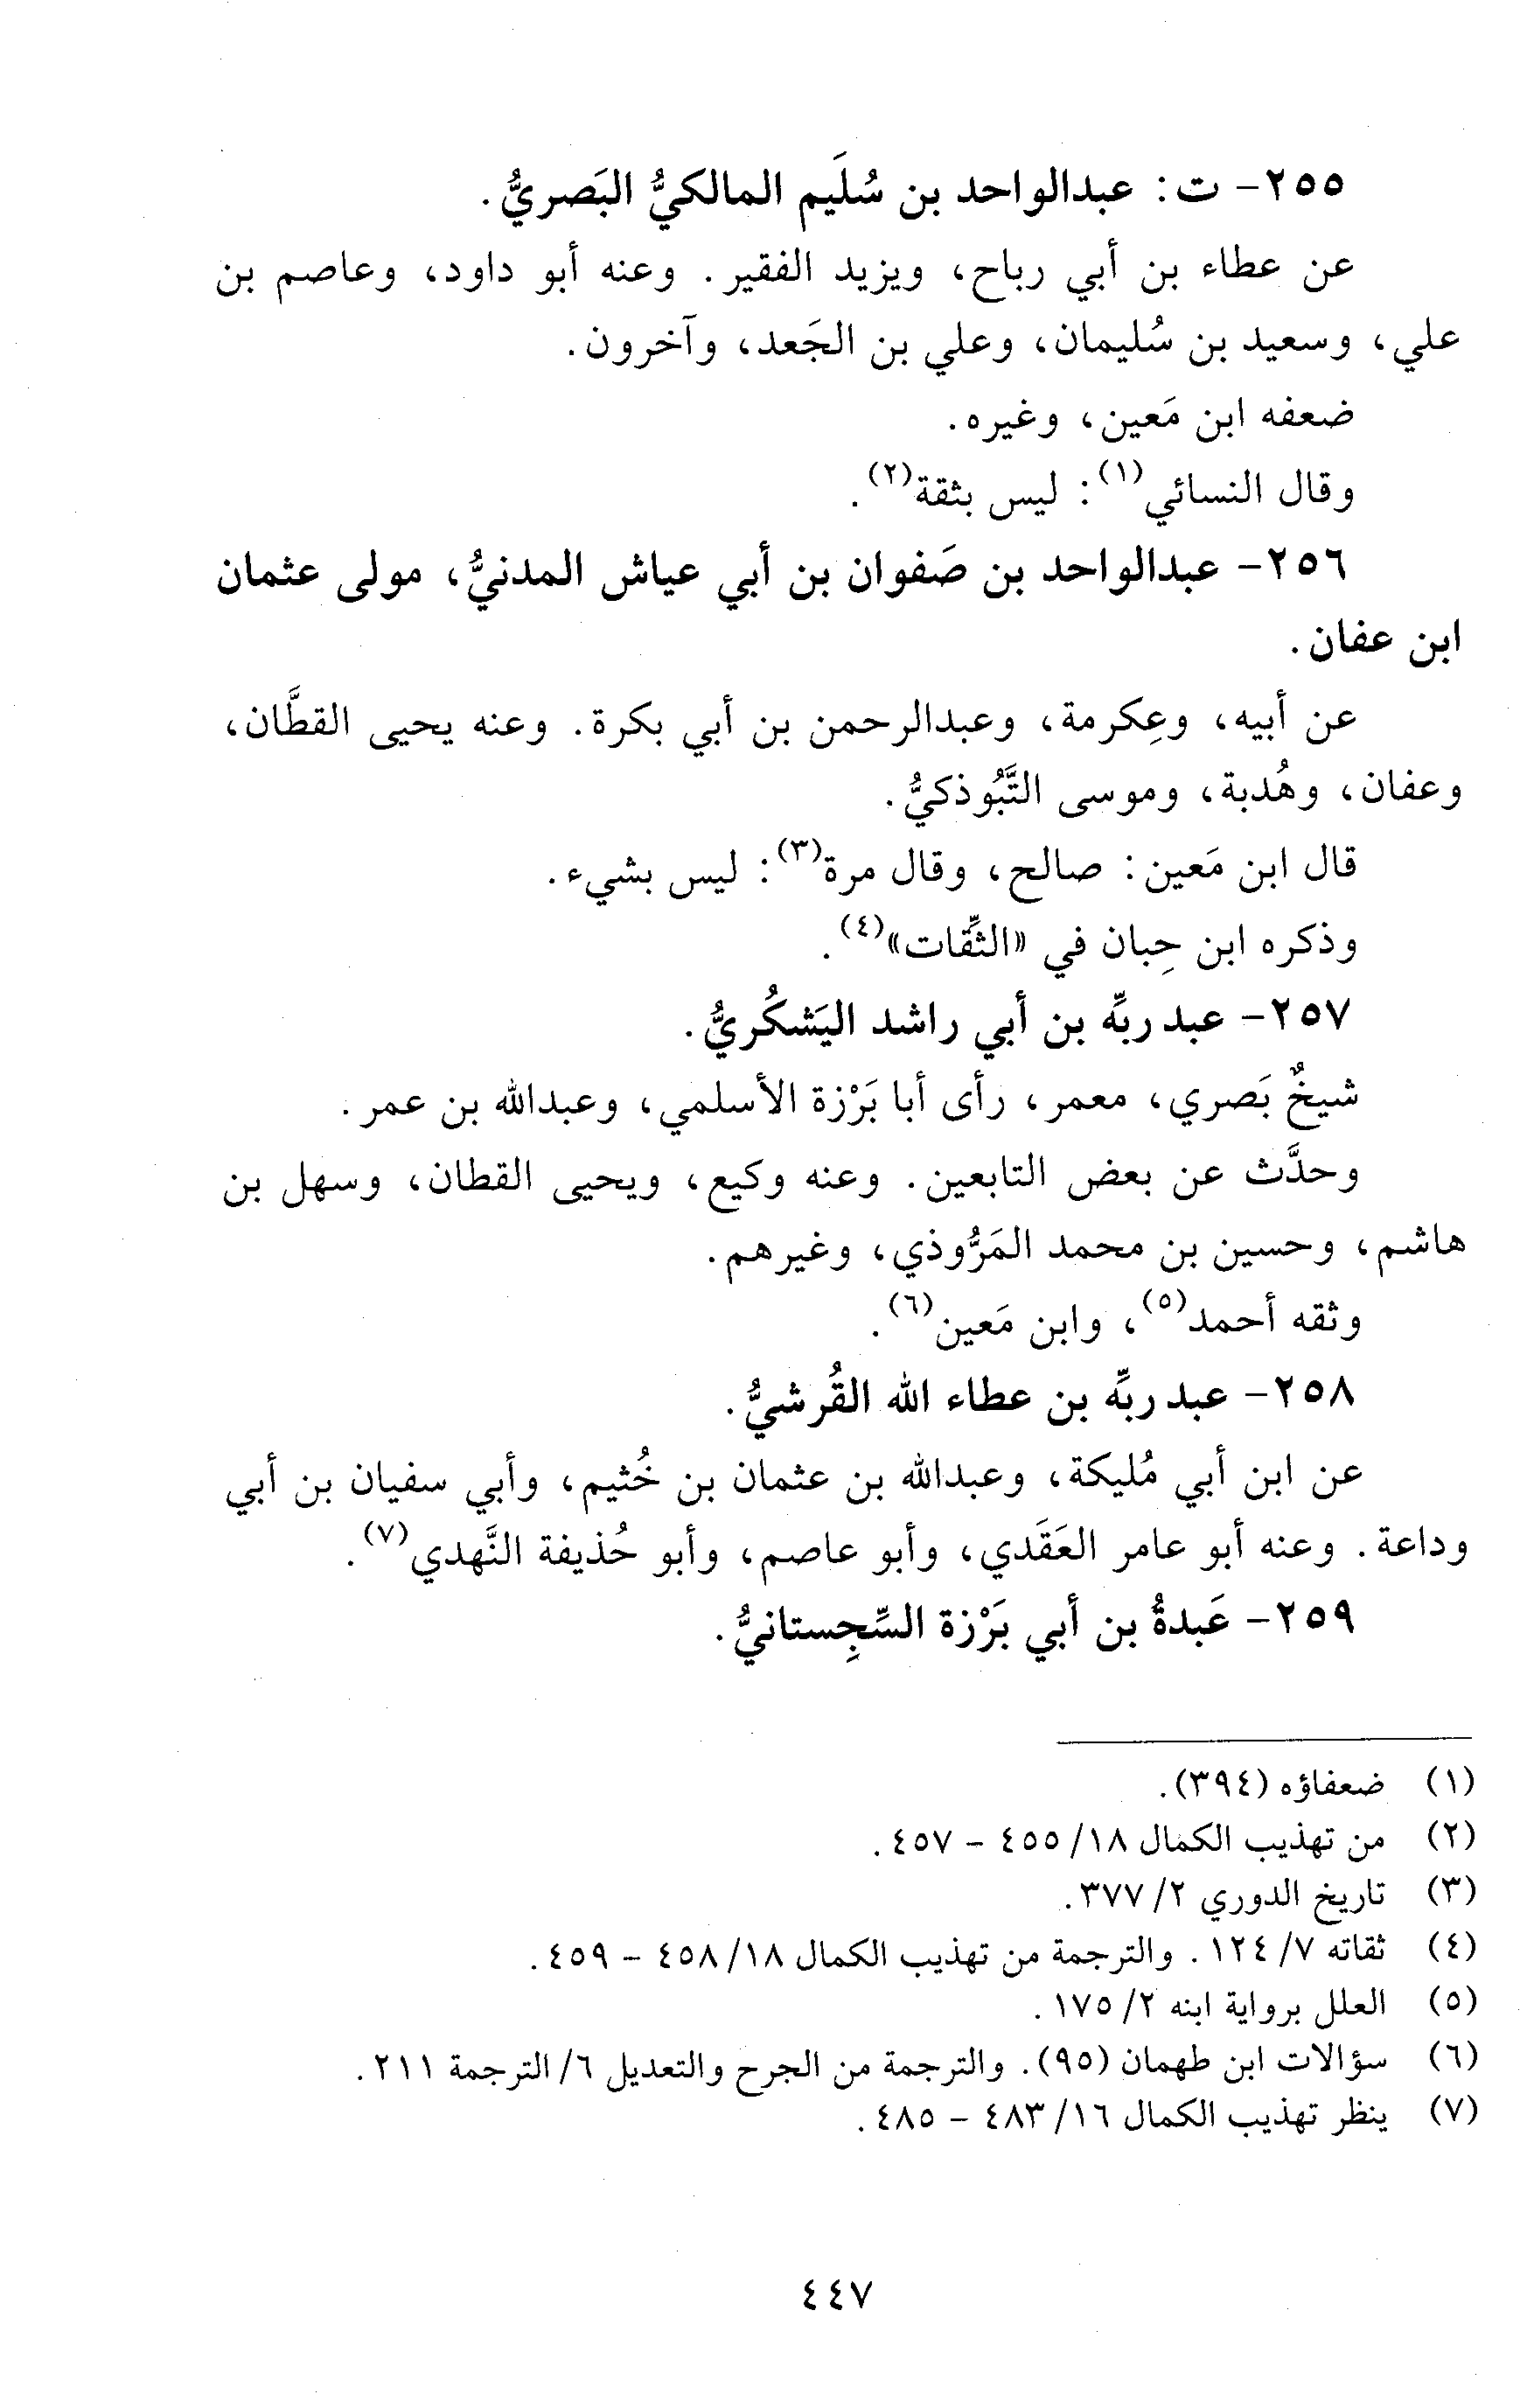 ٢٥٥- ت: عبدالواحد بن سُلَيم المالكيُّ البَصريُّ.
عن عطاء بن أبي رباح، ويزيد الفقير. وعنه أبو داود، وعاصم بن
علي، وسعيد بن سُليمان، وعلي بن الجَعد، وآخرون.
ضعفه ابن مَعين، وغيره.
وقال النسائي(١): ليس بثقة(٢).
٢٥٦- عبدالواحد بن صَفوان بن أبي عياش المدنيُّ، مولى عثمان
ابن عفان.
عن أبيه، وعِكرمة، وعبدالرحمن بن أبي بكرة. وعنه يحيى القطَّان،
وعفان، وهُدبة، وموسى التَّبُوذكيُّ.
قال ابن مَعين: صالح، وقال مرة(٣): ليس بشيء.
وذكره ابن حِبان في «الثِّقات»(٤).
٢٥٧- عبد ربِّه بن أبي راشد اليَشكُريُّ.
شيخٌ بَصري، معمر، رأى أبا بَرْزة الأسلمي، وعبدالله بن عمر.
وحدَّث عن بعض التابعين. وعنه وكيع، ويحيى القطان، وسهل بن
هاشم، وحسين بن محمد المَرُّوذي، وغيرهم.
وثقه أحمد(٥)، وابن مَعين(٦).
٢٥٨- عبد ربِّه بن عطاء الله القُرشيُّ.
عن ابن أبي مُليكة، وعبدالله بن عثمان بن خُثيم، وأبي سفيان بن أبي
وداعة. وعنه أبو عامر العَقَدي، وأبو عاصم، وأبو حُذيفة النَّهدي(٧).
٢٥٩- عَبدةُ بن أبي بَرْزة السِّجِستانيُّ.
(١) ضعفاؤه (٣٩٤).
(٢) من تهذيب الكمال ١٨/ ٤٥٥ - ٤٥٧.
(٣) تاريخ الدوري ٢/ ٣٧٧.
(٤) ثقاته ٧/ ١٢٤. والترجمة من تهذيب الكمال ١٨/ ٤٥٨ - ٤٥٩.
(٥) العلل برواية ابنه ٢/ ١٧٥.
(٦) سؤالات ابن طهمان (٩٥). والترجمة من الجرح والتعديل ٦/ الترجمة ٢١١.
(٧) ينظر تهذيب الكمال ١٦/ ٤٨٣ - ٤٨٥.
٤٤٧